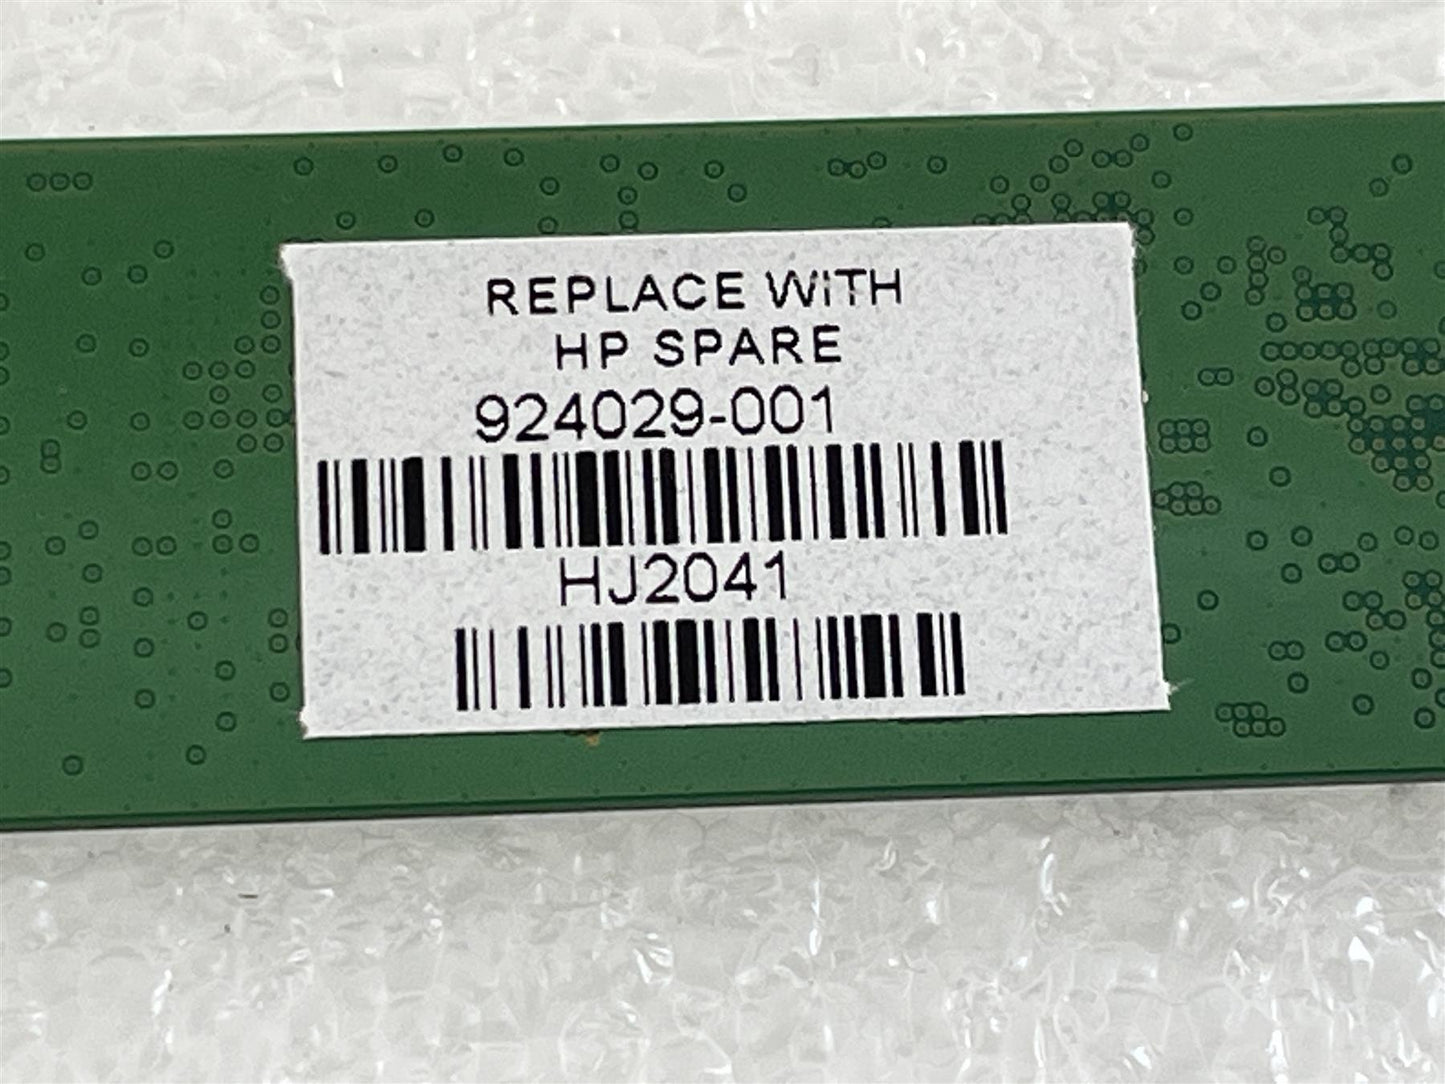 REPLACE WITH
HP SPARE
924029-001
HJ2041